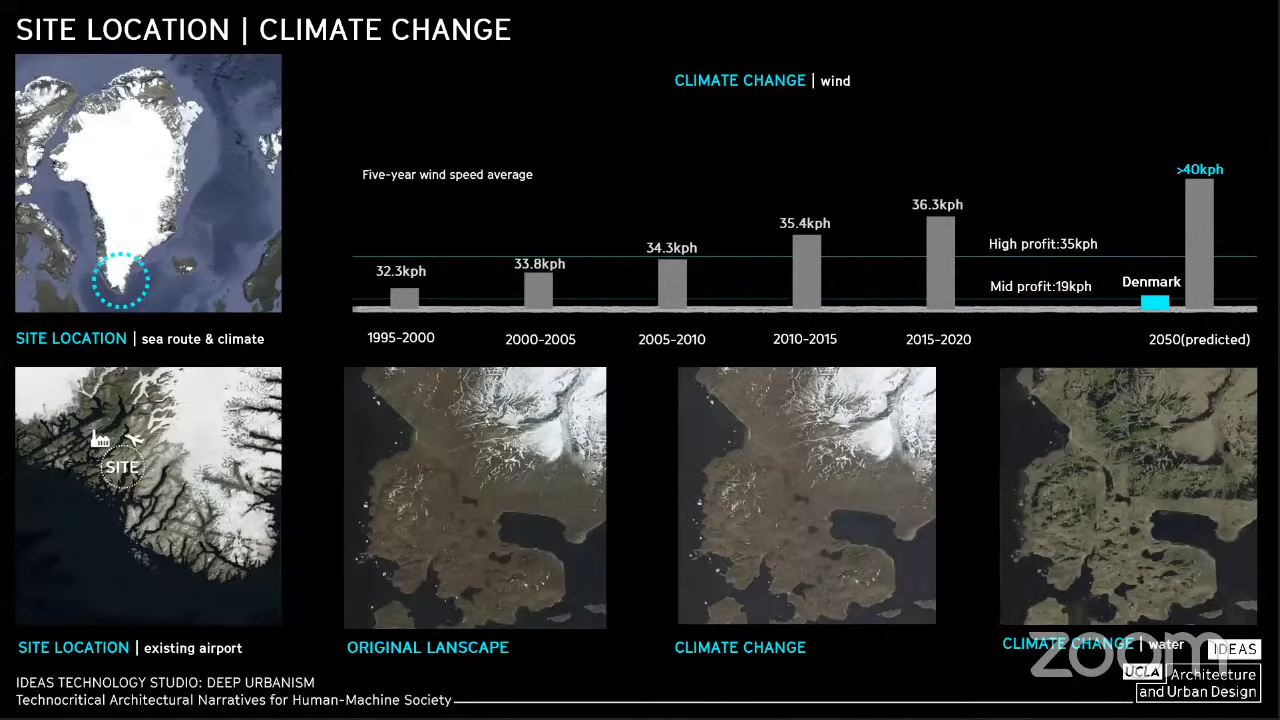 SITE LOCATION | CLIMATE CHANGE
CLIMATE CHANGE | wind
Five-year wind speed average
32.3kph
33.8kph
34.3kph
35.4kph
36.3kph
>40kph
High profit:35kph
Mid profit:19kph
Denmark
1995-2000
2000-2005
2005-2010
2010-2015
2015-2020
2050(predicted)
SITE LOCATION | sea route & climate
SITE
SITE LOCATION | existing airport
ORIGINAL LANSCAPE
CLIMATE CHANGE
CLIMATE CHANGE | water
zoom
IDEAS
UCLA Architecture
and Urban Design
IDEAS TECHNOLOGY STUDIO: DEEP URBANISM
Technocritical Architectural Narratives for Human-Machine Society